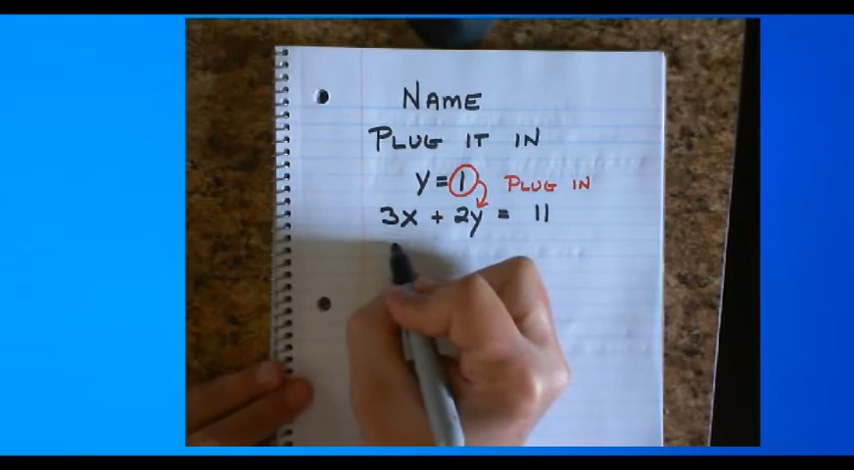 NAME
PLUG IT IN
y = 1 PLUG IN
3x + 2y = 11